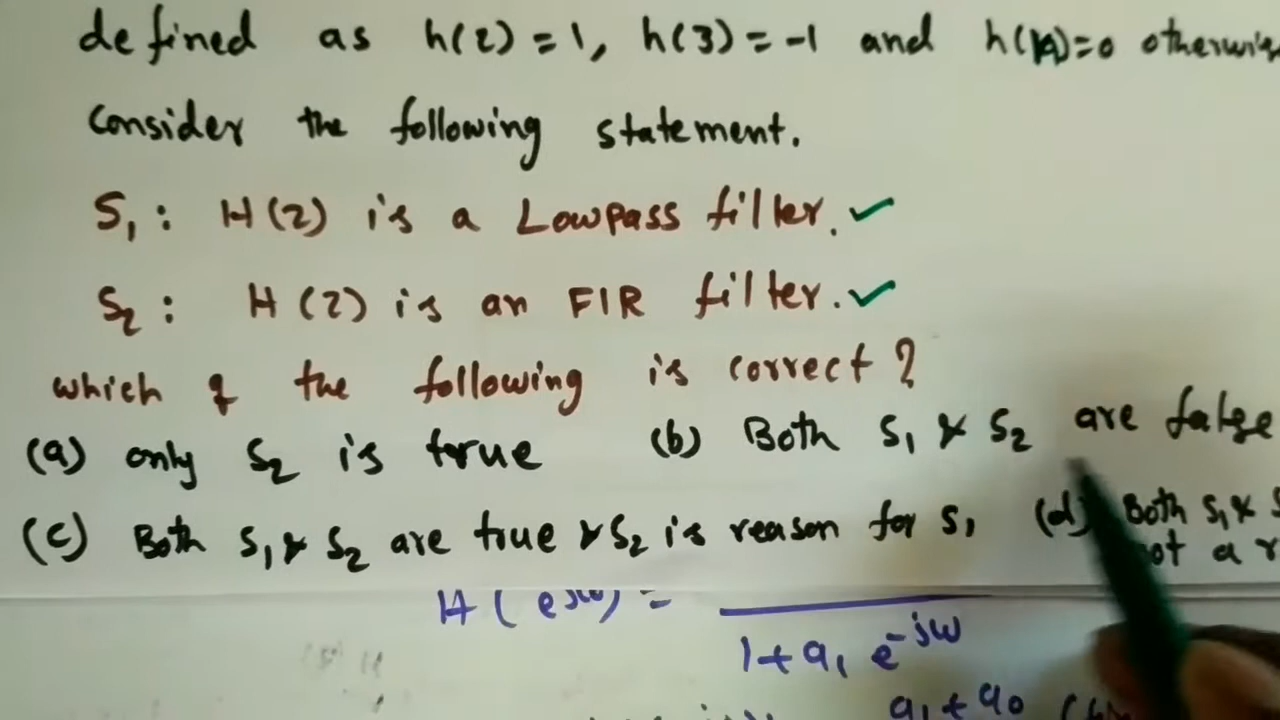 defined as h(2) = 1, h(3) = -1 and h(k)=0 otherwise
Consider the following statement.
S1 : H(z) is a Lowpass filter. ✓
S2 : H(z) is an FIR filter. ✓
which of the following is correct ?
(a) only S2 is true (b) Both S1 & S2 are false
(c) Both S1 & S2 are true & S2 is reason for S1 (d) Both S1 &
not a
H(e^jω) =
1+a1 e^-jω
a1+a0